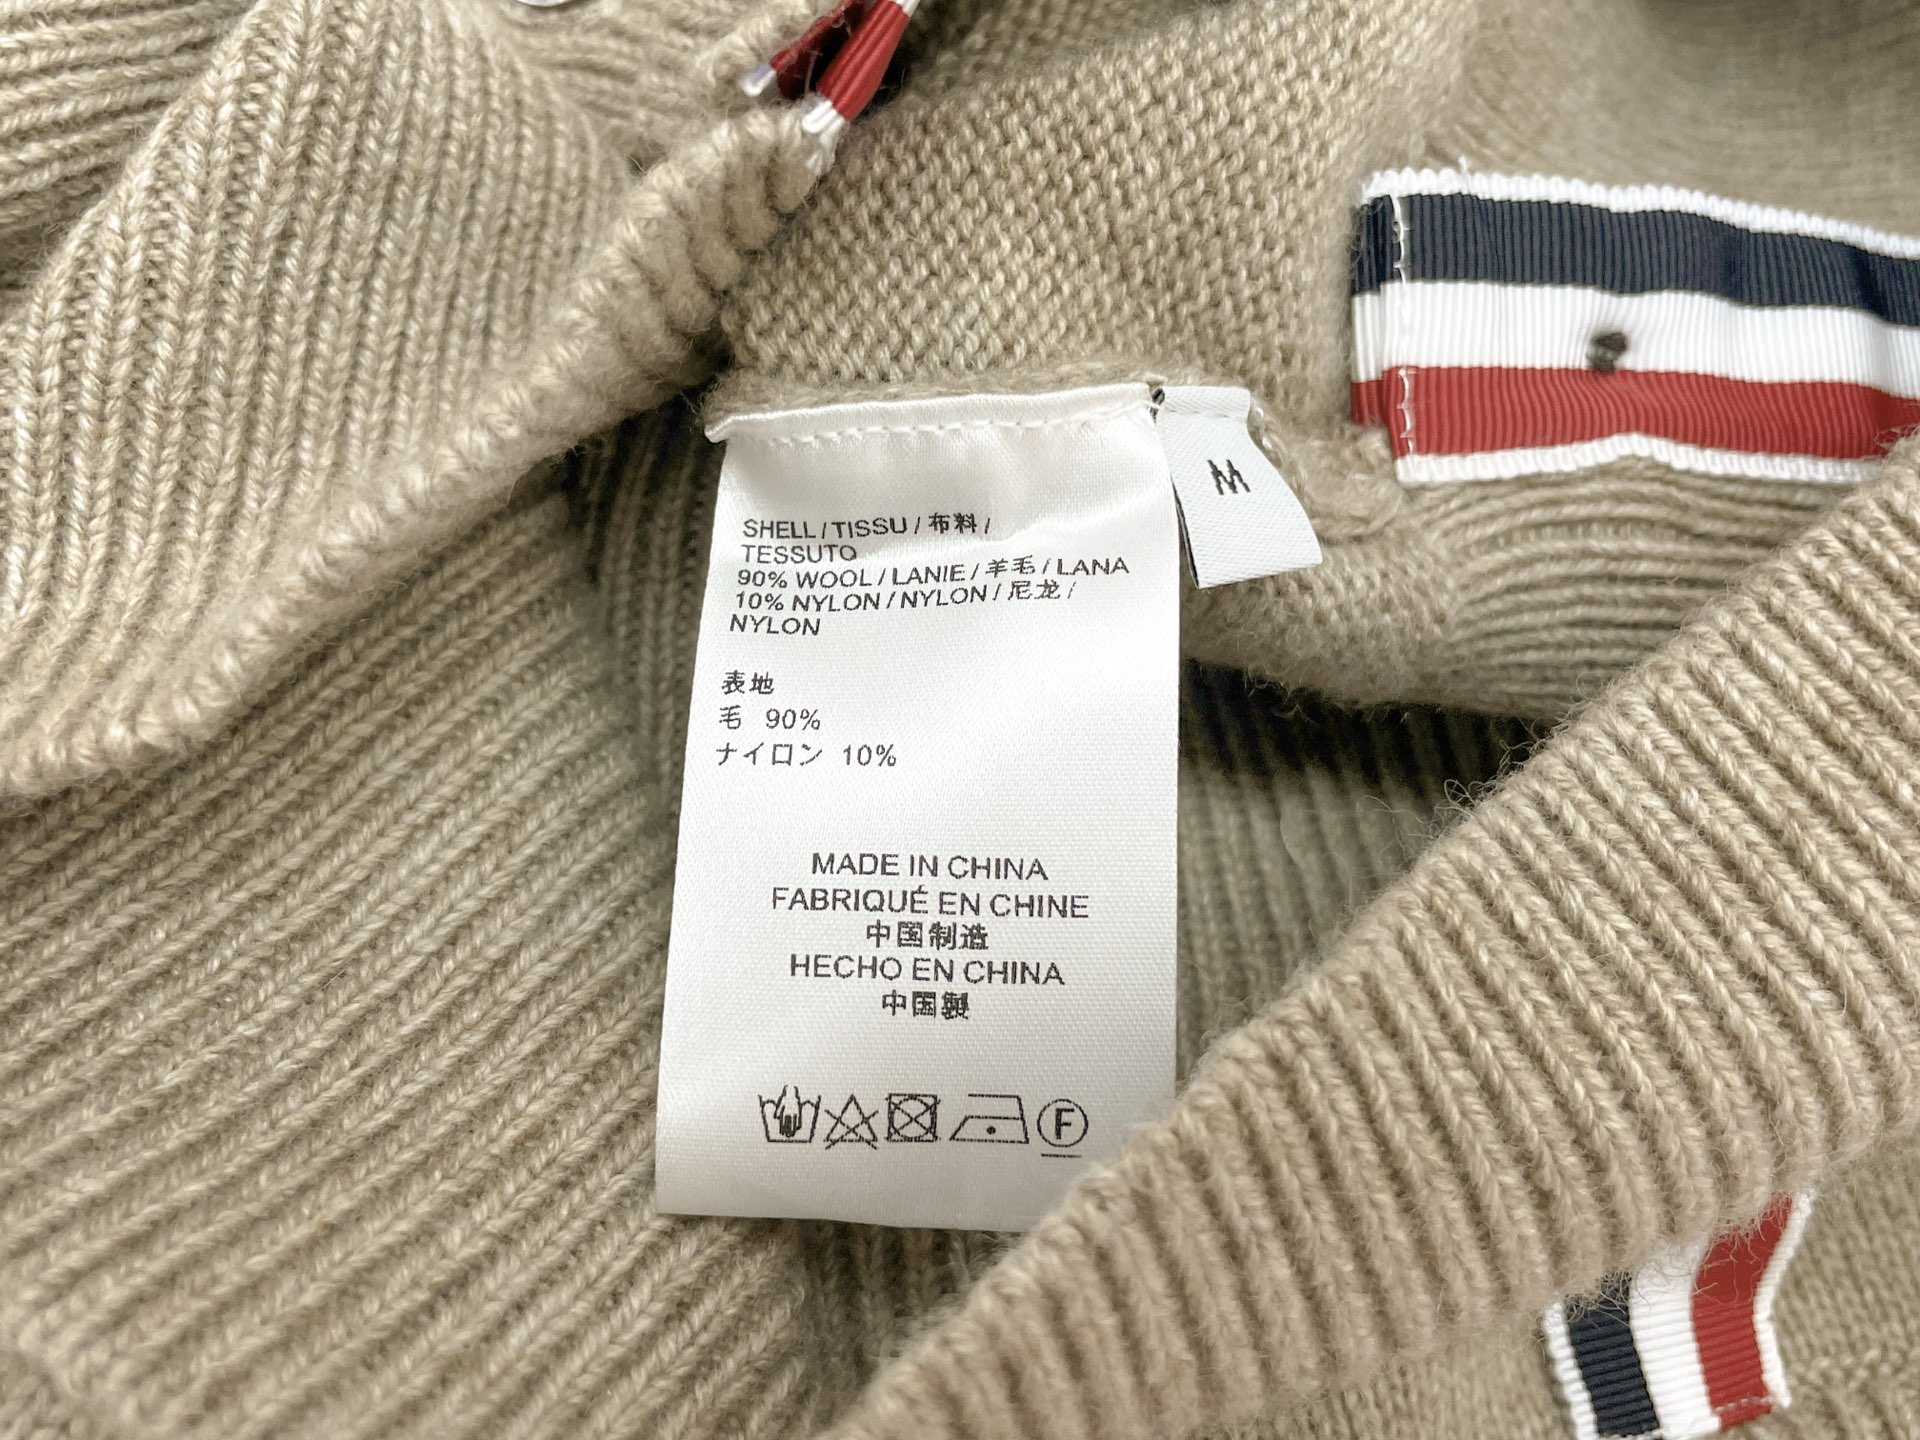 SHELL / TISSU / 布料 /
TESSUTO
90% WOOL / LANIE / 羊毛 / LANA
10% NYLON / NYLON / 尼龙 /
NYLON
表地
毛 90%
ナイロン 10%
MADE IN CHINA
FABRIQUÉ EN CHINE
中国制造
HECHO EN CHINA
中国製
F
M